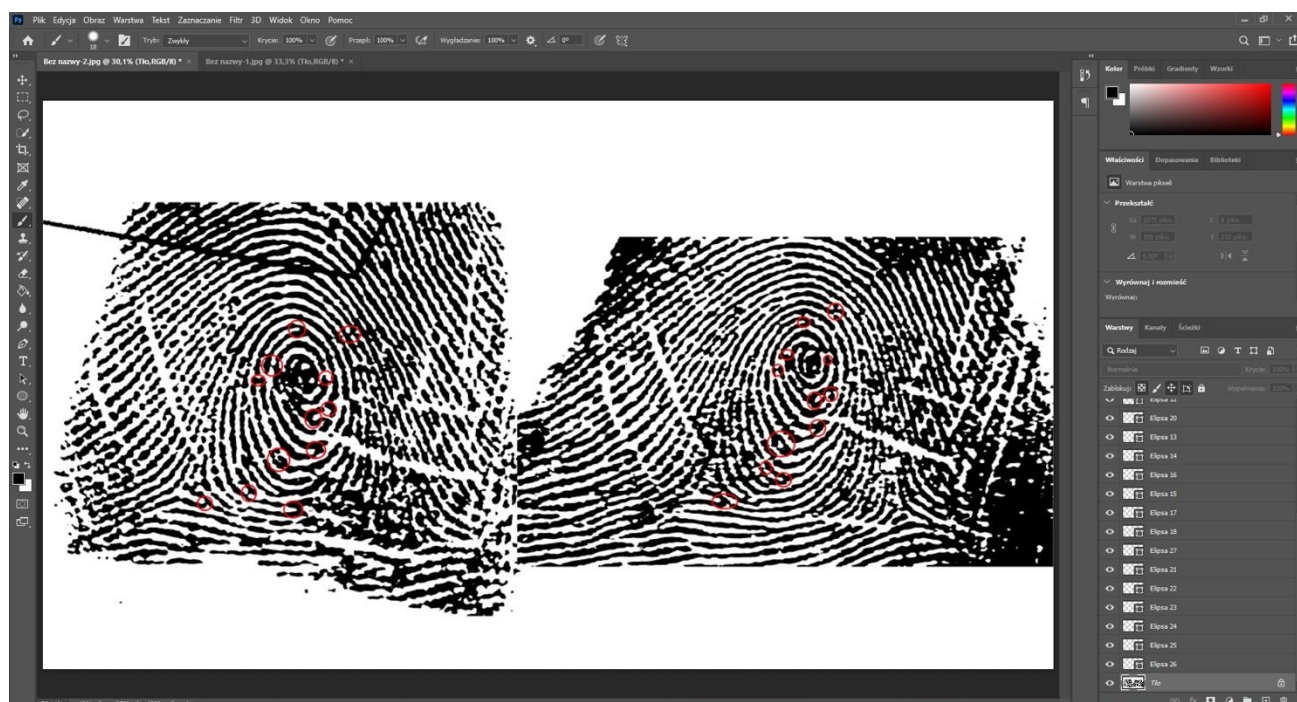 Ps Plik Edycja Obraz Warstwa Tekst Zaznaczanie Filtr 3D Widok Okno Pomoc
18 Tryb: Zwykły Krycie: 100% Przepł: 100% Wygładzanie: 100% 0°
Bez nazwy-2.jpg @ 30,1% (Tło,RGB/8) * × Bez nazwy-1.jpg @ 33,3% (Tło,RGB/8) * ×
Kolor Próbki Gradienty Wzorki
Właściwości Dopasowania Biblioteki
Warstwa pikseli
Przekształć
Wyrównaj i rozmieść
Wyrównaj:
Warstwy Kanały Ścieżki
Rodzaj
Normalnie Krycie: 100%
Zablokuj: Wypełnienie: 100%
Elipsa 20
Elipsa 13
Elipsa 14
Elipsa 16
Elipsa 15
Elipsa 17
Elipsa 18
Elipsa 27
Elipsa 21
Elipsa 22
Elipsa 23
Elipsa 24
Elipsa 25
Elipsa 26
Tło